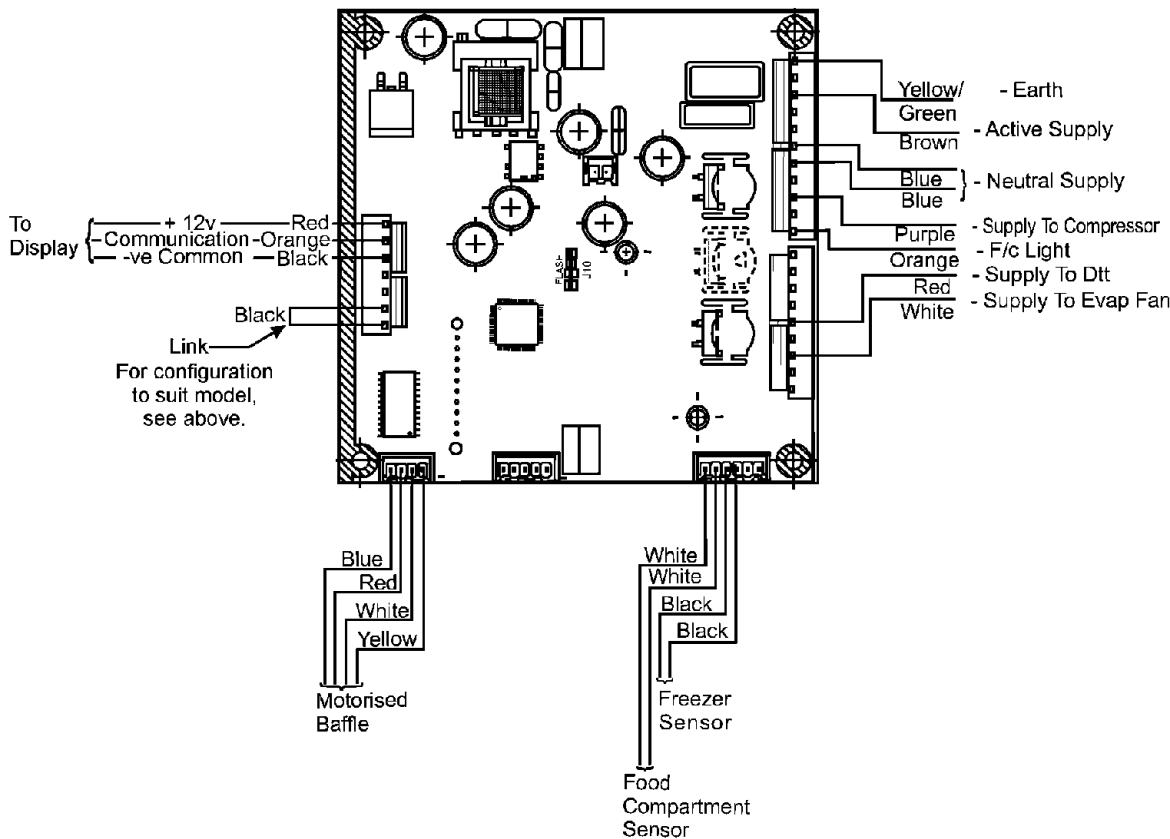 Yellow/ - Earth
Green
Brown - Active Supply
Blue
Blue - Neutral Supply
Purple - Supply To Compressor
Orange - F/c Light
Red - Supply To Dtt
White - Supply To Evap Fan
To
Display
+ 12v Red
Communication Orange
-ve Common Black
Black
Link
For configuration
to suit model,
see above.
FLASH
J10
Blue
Red
White
Yellow
Motorised
Baffle
White
White
Black
Black
Freezer
Sensor
Food
Compartment
Sensor